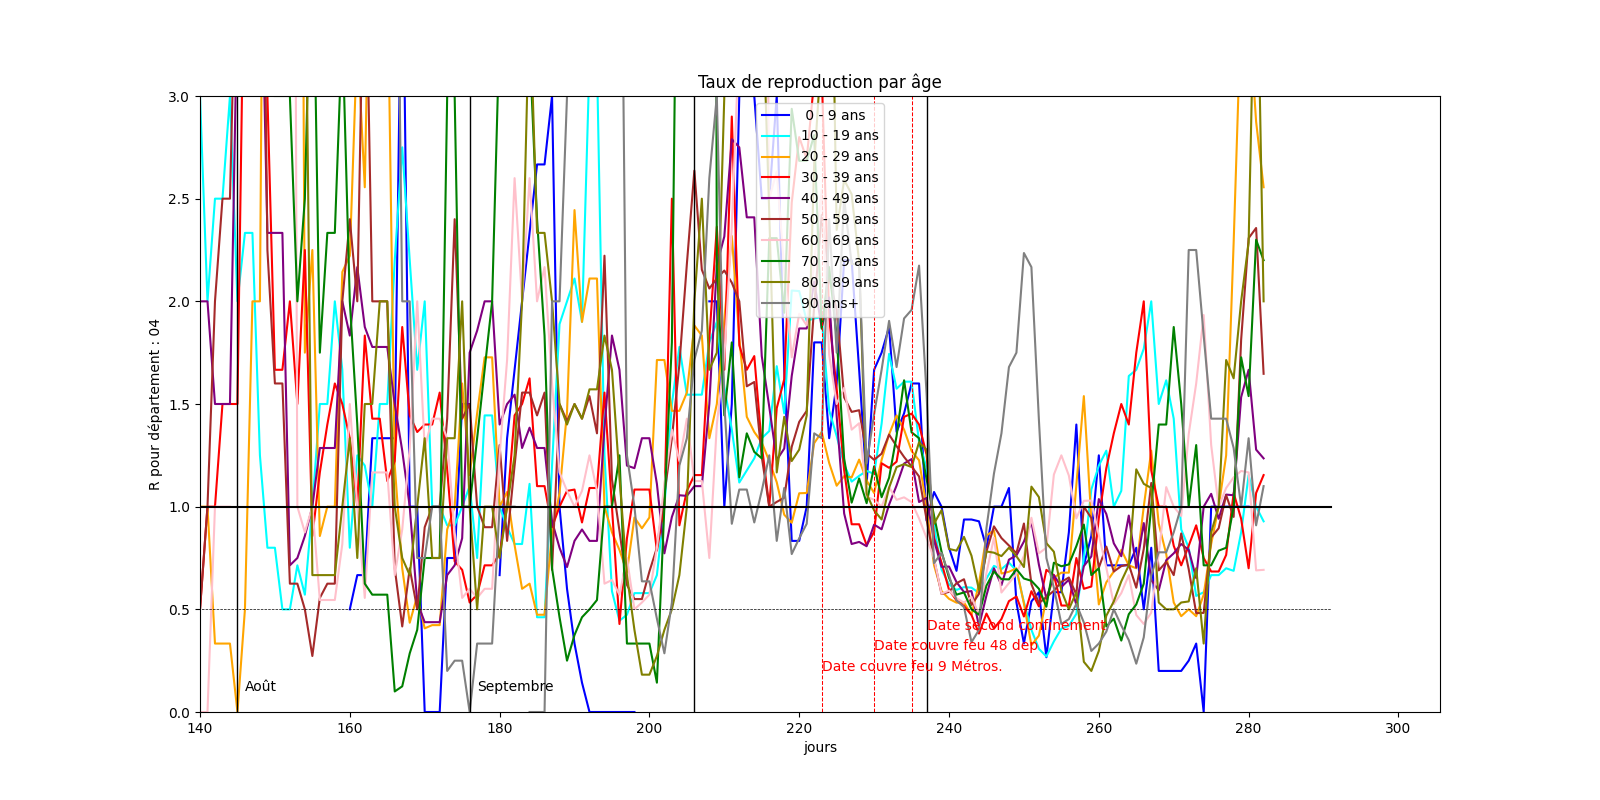 Taux de reproduction par âge
R pour département : 04
3.0
2.5
2.0
1.5
1.0
0.5
0.0
0 - 9 ans
10 - 19 ans
20 - 29 ans
30 - 39 ans
40 - 49 ans
50 - 59 ans
60 - 69 ans
70 - 79 ans
80 - 89 ans
90 ans+
Date second confinement
Date couvre feu 48 dep
Date couvre feu 9 Métros.
Août
Septembre
140
160
180
200
220
240
260
280
300
jours